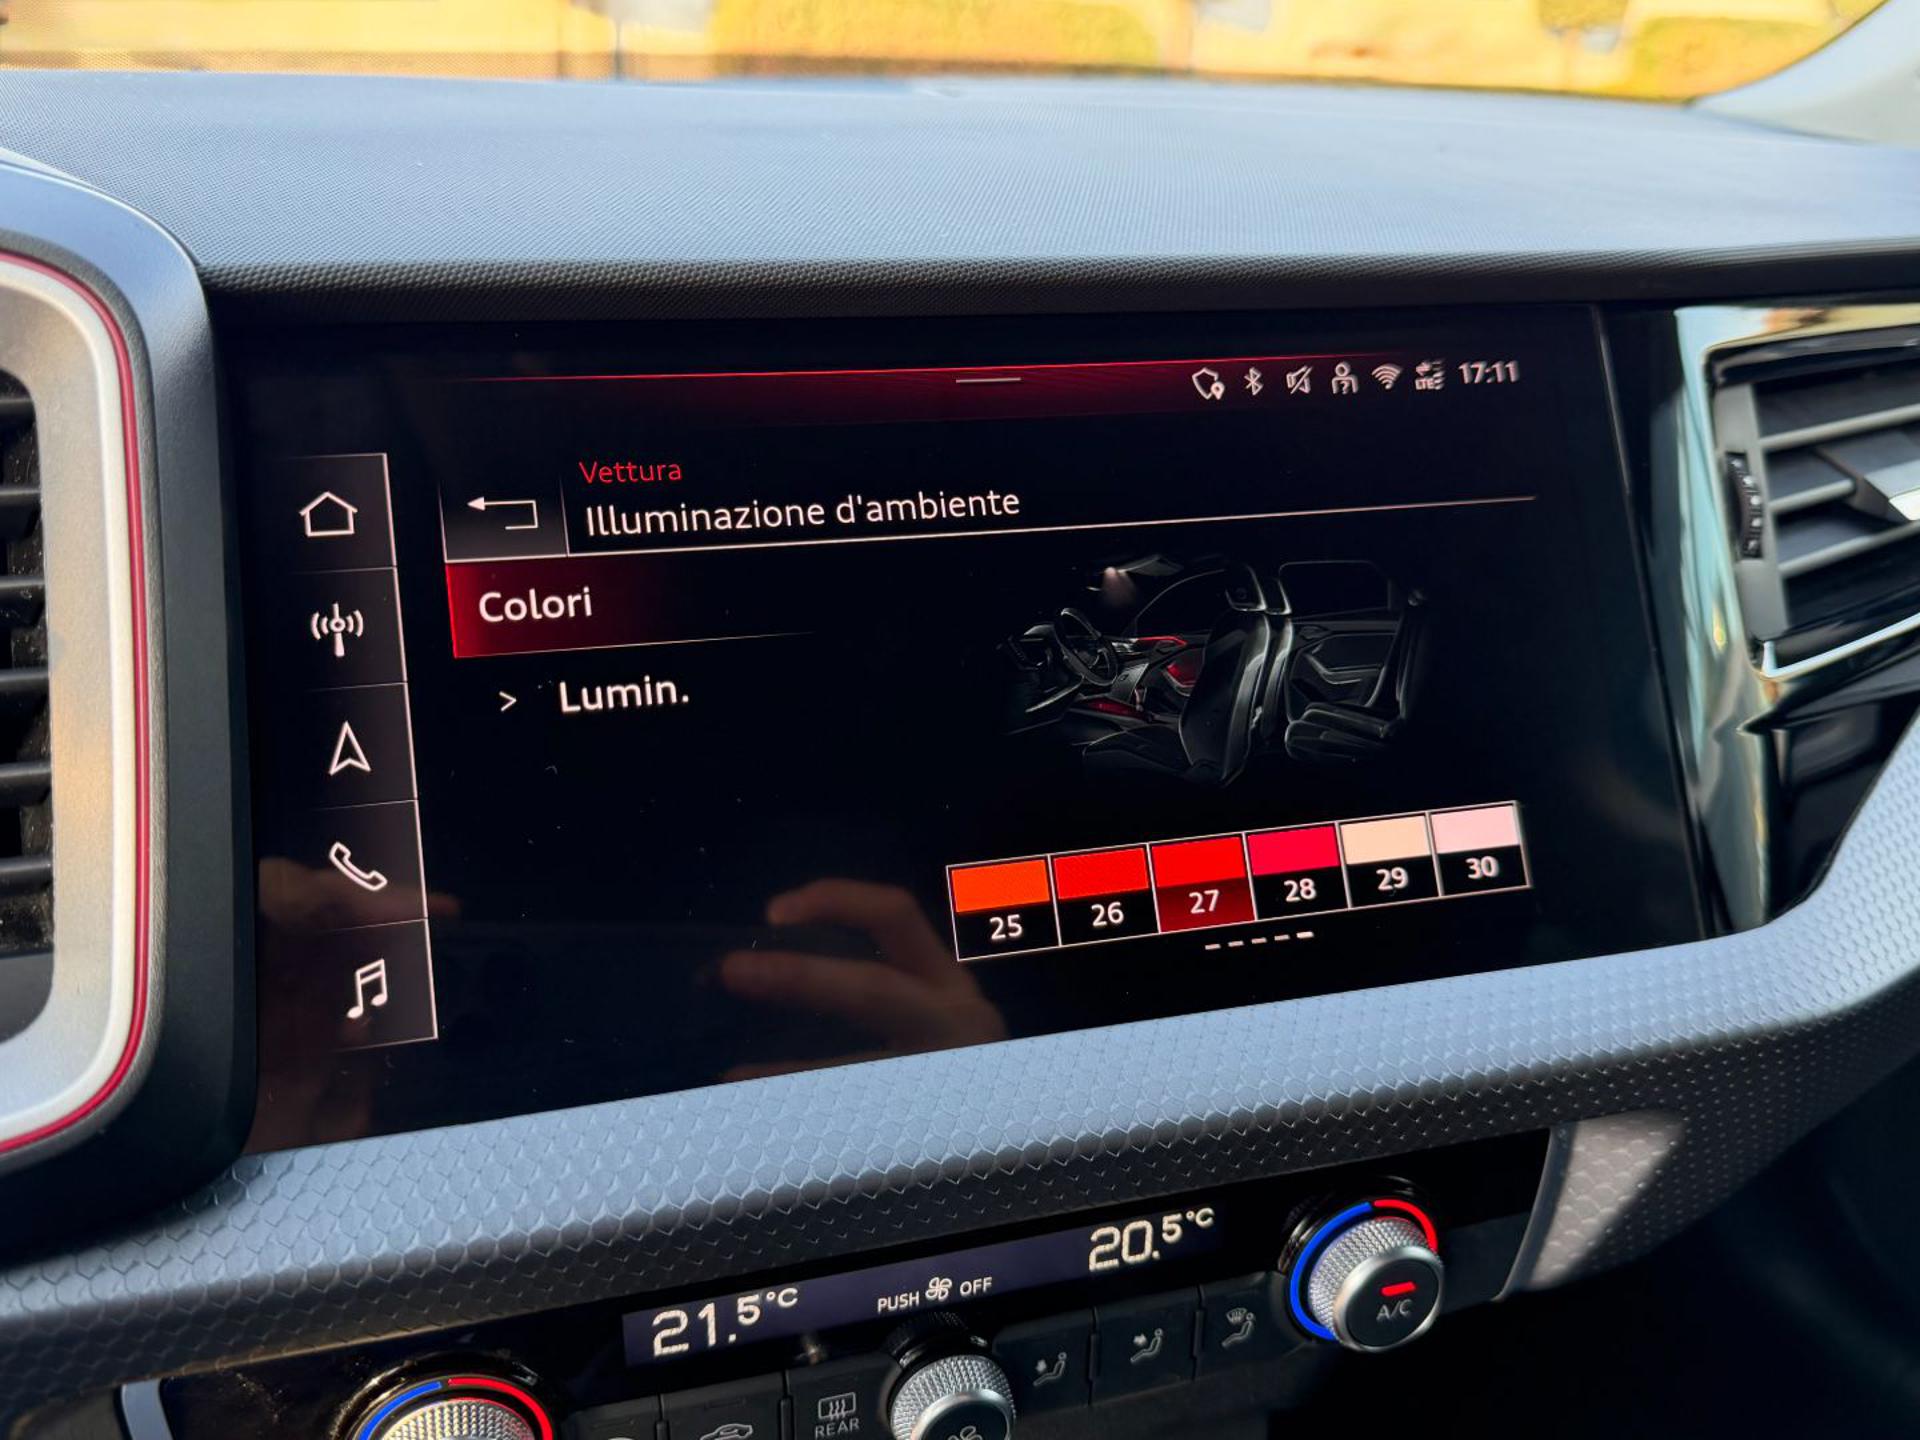 LTE 17:11
Vettura
Illuminazione d'ambiente
Colori
> Lumin.
25 26 27 28 29 30
21.5°C PUSH OFF 20.5°C
A/C
REAR